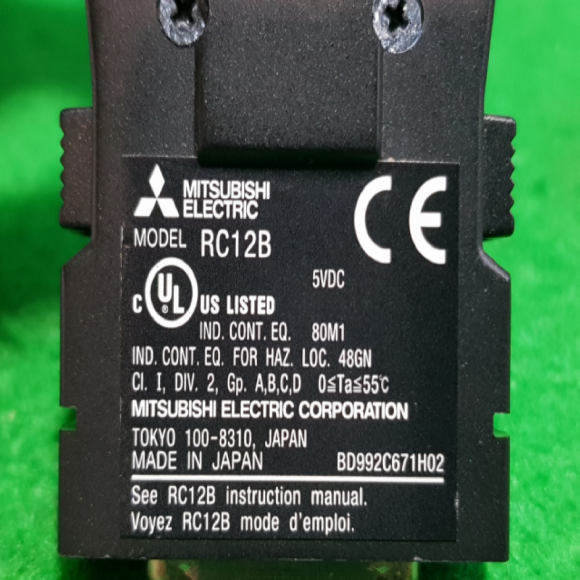 MITSUBISHI
ELECTRIC
CE
MODEL RC12B
5VDC
C UL ® US LISTED
IND. CONT. EQ. 80M1
IND. CONT. EQ. FOR HAZ. LOC. 48GN
Cl. I, DIV. 2, Gp. A,B,C,D 0≦Ta≦55℃
MITSUBISHI ELECTRIC CORPORATION
TOKYO 100-8310, JAPAN
MADE IN JAPAN BD992C671H02
See RC12B instruction manual.
Voyez RC12B mode d'emploi.